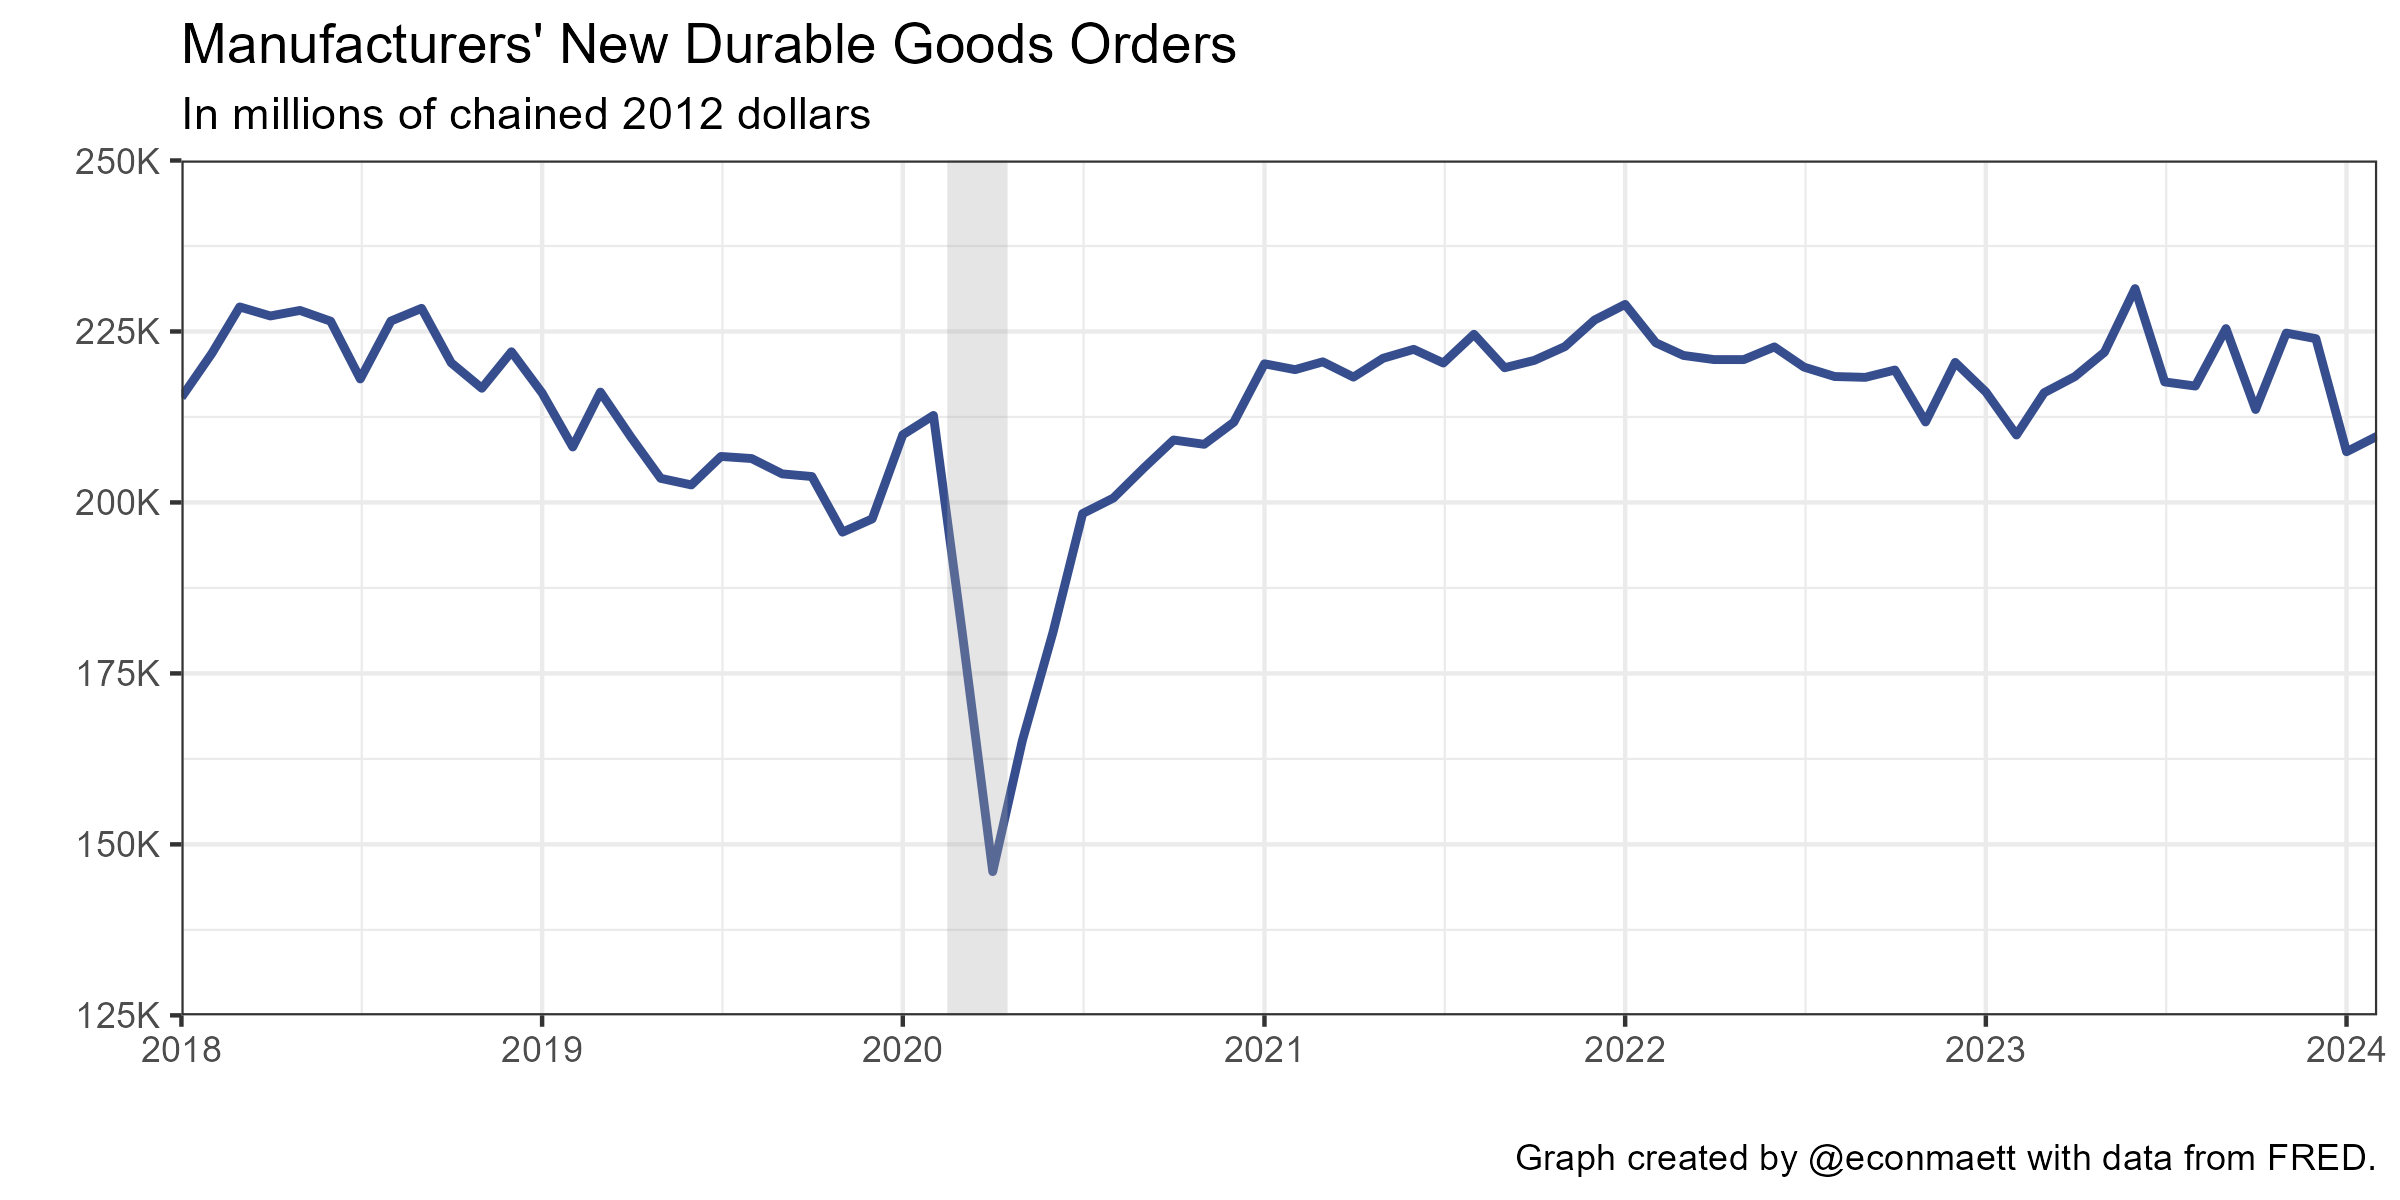 Manufacturers' New Durable Goods Orders
In millions of chained 2012 dollars
250K
225K
200K
175K
150K
125K
2018 2019 2020 2021 2022 2023 2024
Graph created by @econmaett with data from FRED.